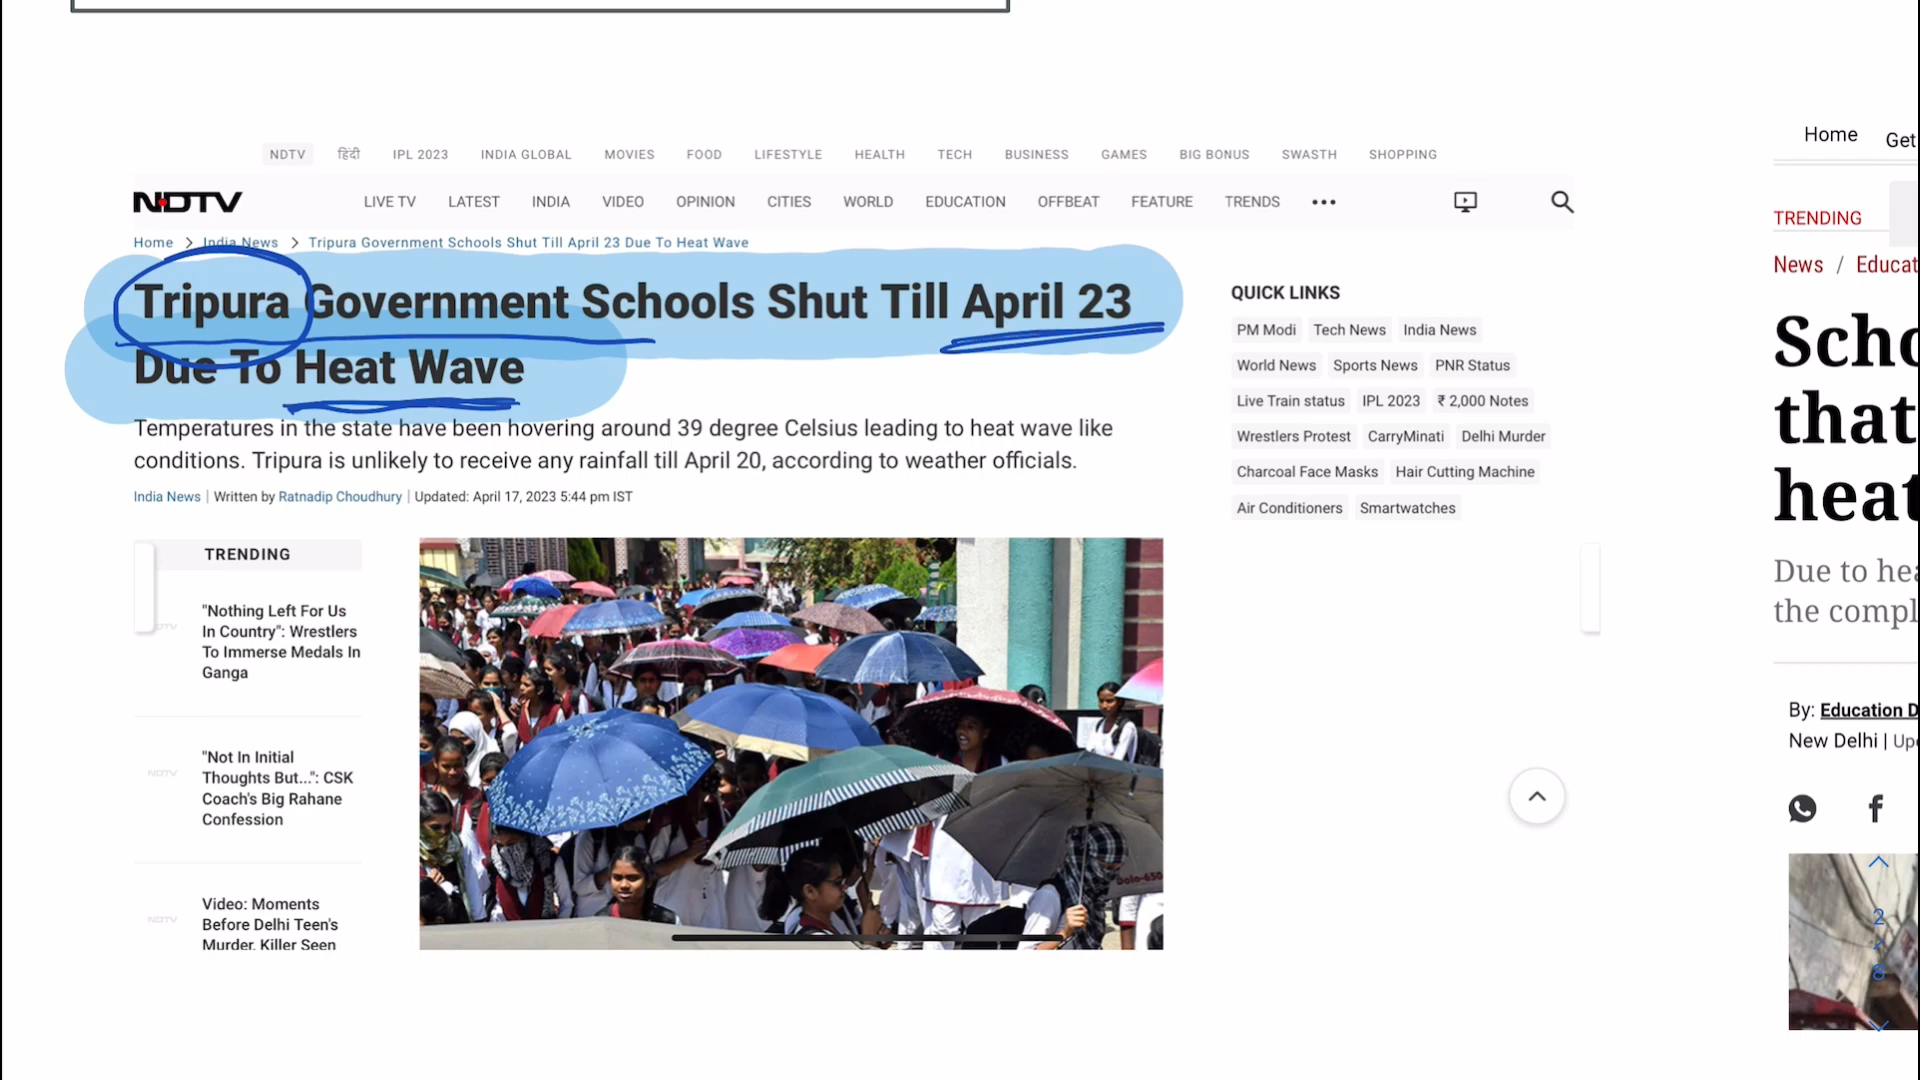 NDTV हिंदी IPL 2023 INDIA GLOBAL MOVIES FOOD LIFESTYLE HEALTH TECH BUSINESS GAMES BIG BONUS SWASTH SHOPPING
NDTV LIVE TV LATEST INDIA VIDEO OPINION CITIES WORLD EDUCATION OFFBEAT FEATURE TRENDS •••
Home > India News > Tripura Government Schools Shut Till April 23 Due To Heat Wave
Tripura Government Schools Shut Till April 23
Due To Heat Wave
Temperatures in the state have been hovering around 39 degree Celsius leading to heat wave like
conditions. Tripura is unlikely to receive any rainfall till April 20, according to weather officials.
India News | Written by Ratnadip Choudhury | Updated: April 17, 2023 5:44 pm IST
TRENDING
"Nothing Left For Us
In Country": Wrestlers
To Immerse Medals In
Ganga
"Not In Initial
Thoughts But...": CSK
Coach's Big Rahane
Confession
Video: Moments
Before Delhi Teen's
Murder, Killer Seen
QUICK LINKS
PM Modi Tech News India News
World News Sports News PNR Status
Live Train status IPL 2023 ₹ 2,000 Notes
Wrestlers Protest CarryMinati Delhi Murder
Charcoal Face Masks Hair Cutting Machine
Air Conditioners Smartwatches
Home Get
TRENDING
News / Educat
Scho
that
heat
Due to hea
the compl
By: Education D
New Delhi | Upd
2
/
8